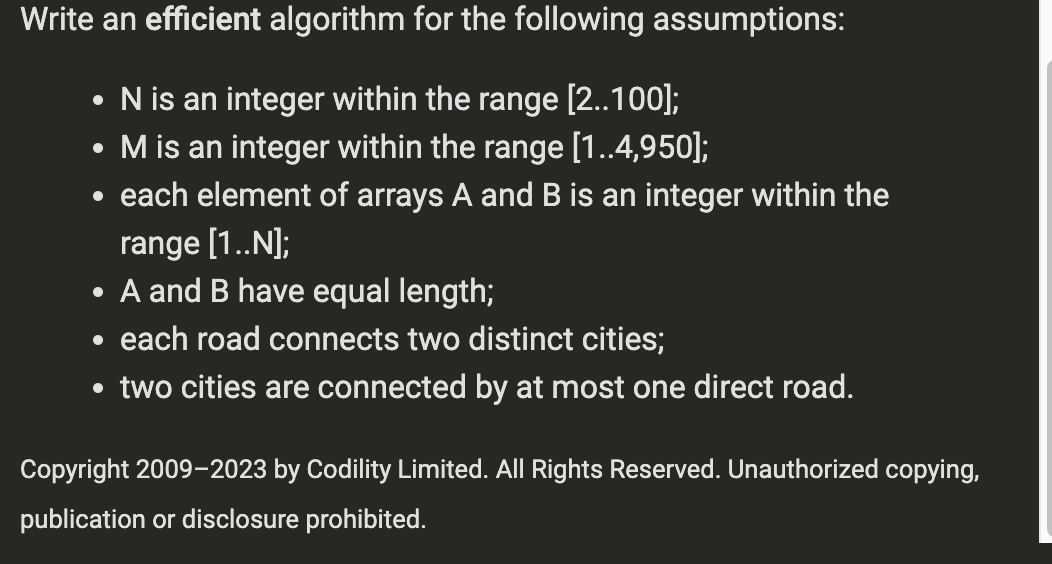 Write an efficient algorithm for the following assumptions:
• N is an integer within the range [2..100];
• M is an integer within the range [1..4,950];
• each element of arrays A and B is an integer within the
range [1..N];
• A and B have equal length;
• each road connects two distinct cities;
• two cities are connected by at most one direct road.
Copyright 2009–2023 by Codility Limited. All Rights Reserved. Unauthorized copying,
publication or disclosure prohibited.